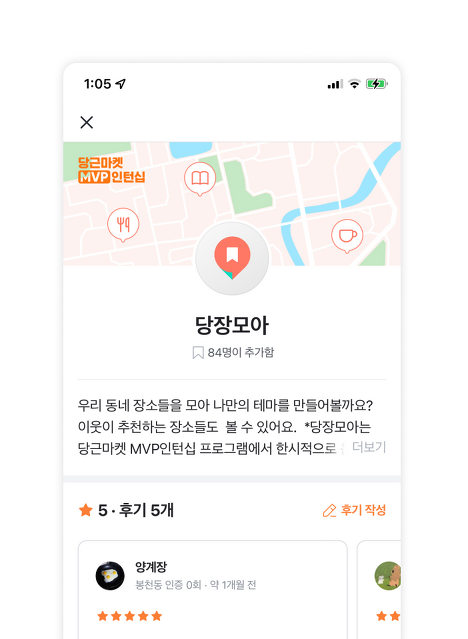 1:05
당근마켓
MVP 인턴십
당장모아
84명이 추가함
우리 동네 장소들을 모아 나만의 테마를 만들어볼까요?
이웃이 추천하는 장소들도 볼 수 있어요. *당장모아는
당근마켓 MVP인턴십 프로그램에서 한시적으로 더보기
5 · 후기 5개 후기 작성
양계장
봉천동 인증 0회 · 약 1개월 전